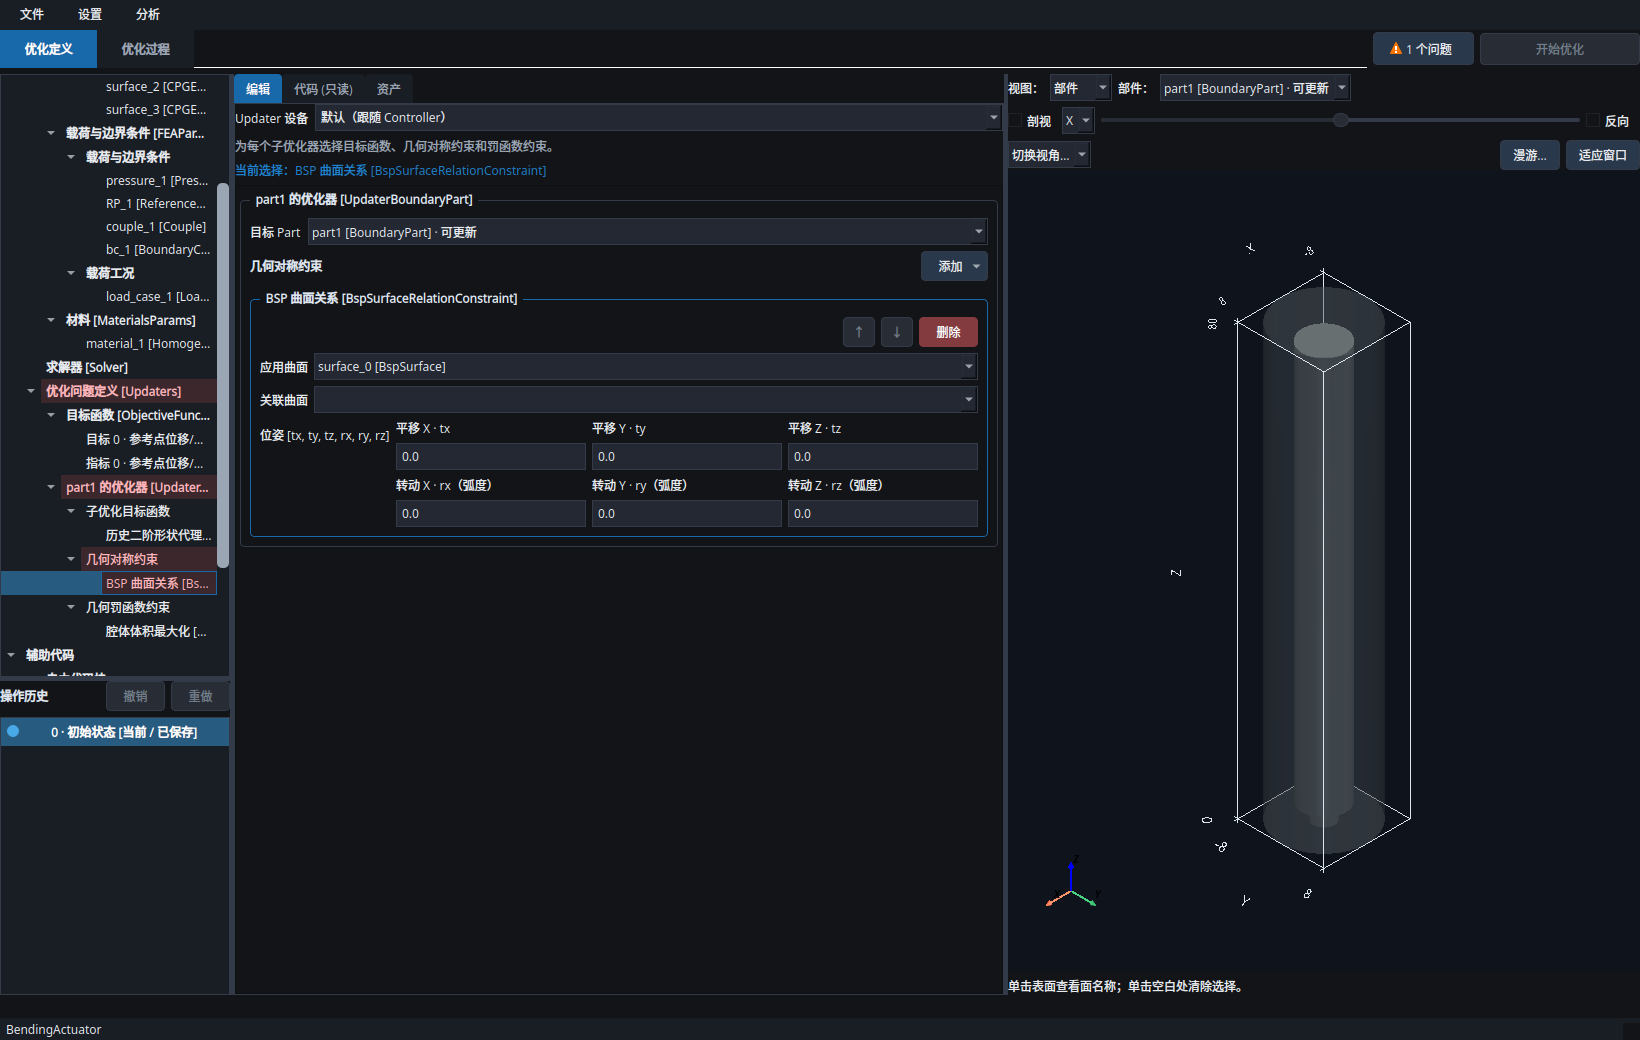 文件 设置 分析
优化定义 优化过程
1 个问题 开始优化
surface_2 [CPGE...
surface_3 [CPGE...
载荷与边界条件 [FEAPar...
载荷与边界条件
pressure_1 [Pres...
RP_1 [Reference...
couple_1 [Couple]
bc_1 [BoundaryC...
载荷工况
load_case_1 [Loa...
材料 [MaterialsParams]
material_1 [Homoge...
求解器 [Solver]
优化问题定义 [Updaters]
目标函数 [ObjectiveFunc...
目标 0 · 参考点位移/...
指标 0 · 参考点位移/...
part1 的优化器 [Updater...
子优化目标函数
历史二阶形状代理...
几何对称约束
BSP 曲面关系 [Bs...
几何罚函数约束
腔体体积最大化 [...
辅助代码
操作历史 撤销 重做
0 · 初始状态 [当前 / 已保存]
编辑 代码 (只读) 资产
Updater 设备 默认（跟随 Controller）
为每个子优化器选择目标函数、几何对称约束和罚函数约束。
当前选择：BSP 曲面关系 [BspSurfaceRelationConstraint]
part1 的优化器 [UpdaterBoundaryPart]
目标 Part part1 [BoundaryPart] · 可更新
几何对称约束 添加
BSP 曲面关系 [BspSurfaceRelationConstraint]
↑ ↓ 删除
应用曲面 surface_0 [BspSurface]
关联曲面
位姿 [tx, ty, tz, rx, ry, rz] 平移 X · tx 平移 Y · ty 平移 Z · tz
0.0 0.0 0.0
转动 X · rx（弧度） 转动 Y · ry（弧度） 转动 Z · rz（弧度）
0.0 0.0 0.0
视图： 部件 部件： part1 [BoundaryPart] · 可更新
剖视 X 反向
切换视角... 漫游... 适应窗口
80
Z
0
Z
单击表面查看面名称；单击空白处清除选择。
BendingActuator